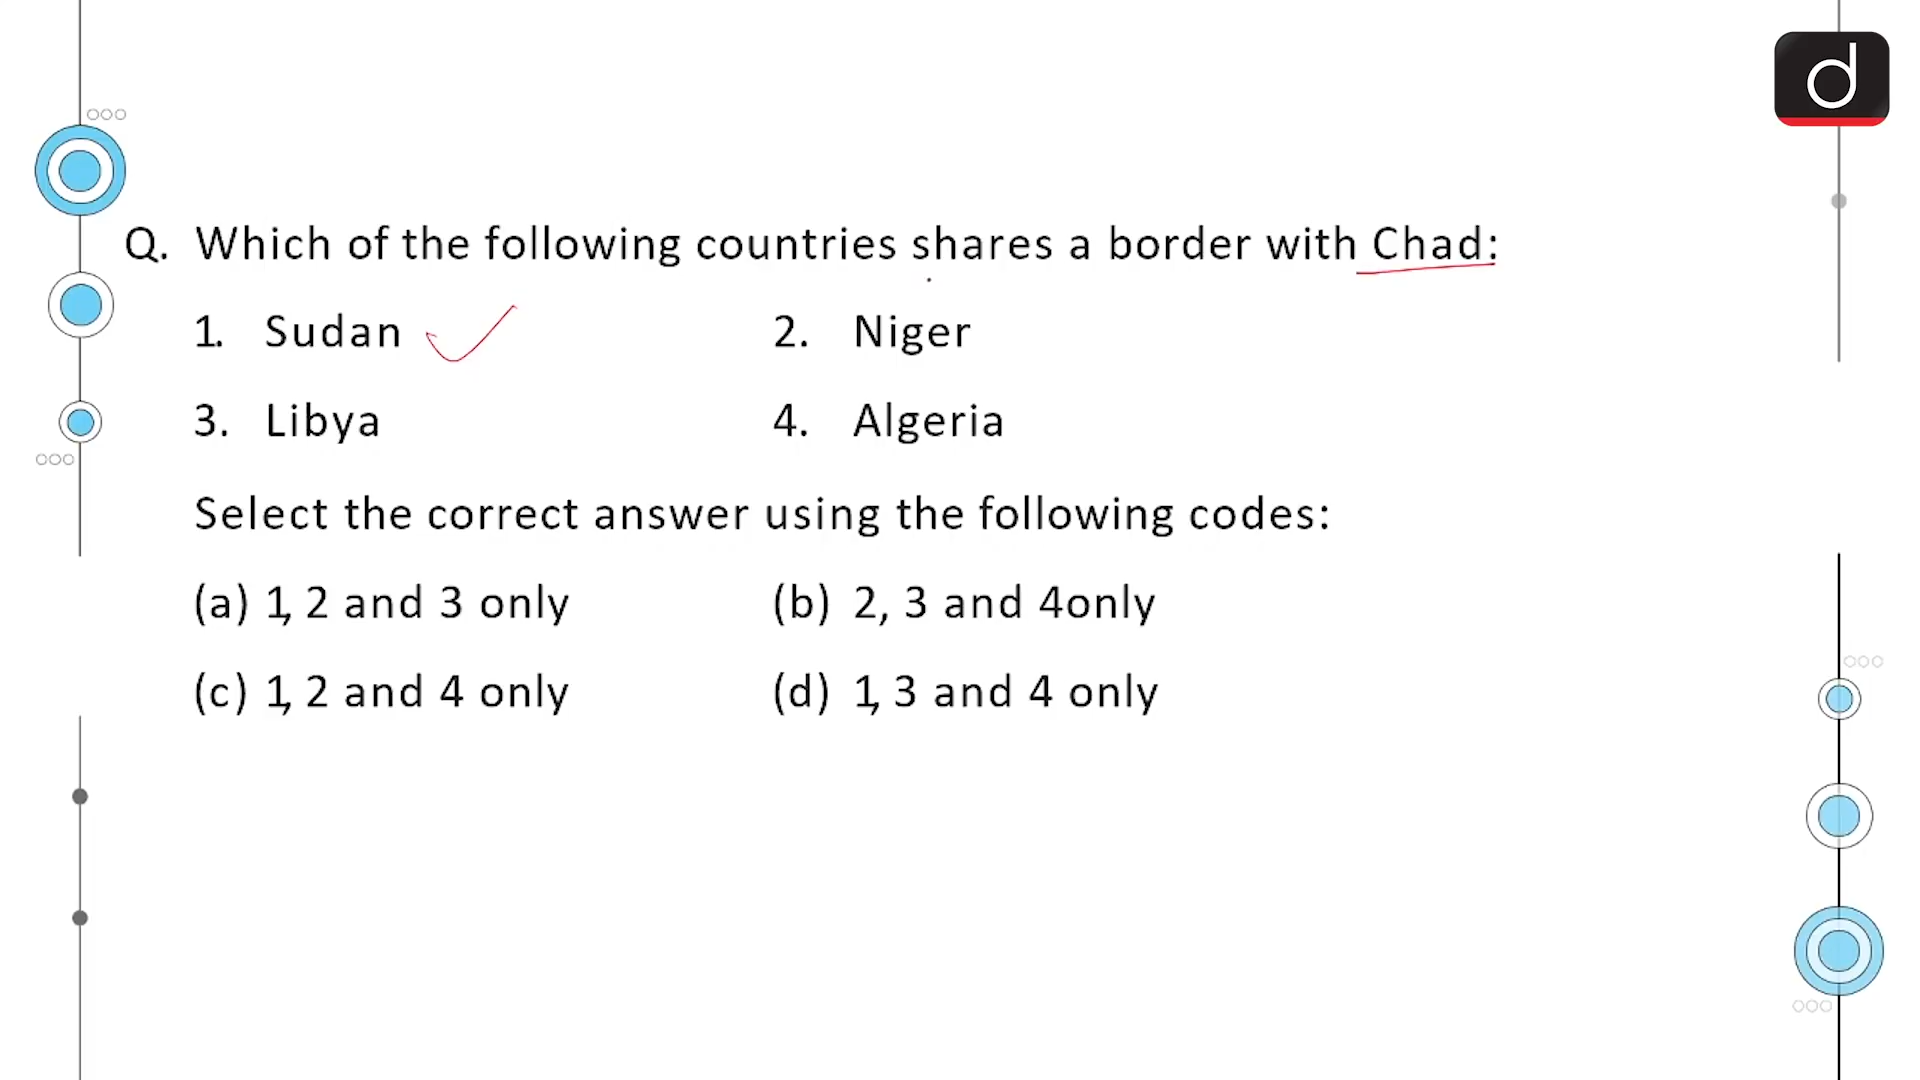 d
Q. Which of the following countries shares a border with Chad:
1. Sudan 2. Niger
3. Libya 4. Algeria
Select the correct answer using the following codes:
(a) 1, 2 and 3 only (b) 2, 3 and 4only
(c) 1, 2 and 4 only (d) 1, 3 and 4 only